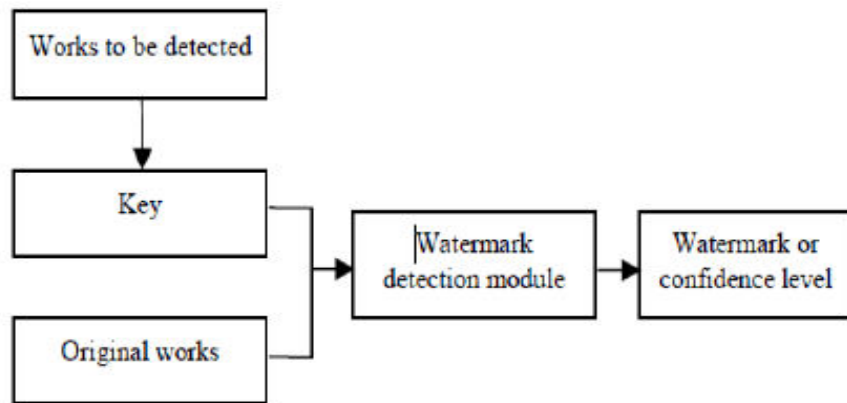 Works to be detected
Key
Original works
Watermark
detection module
Watermark or
confidence level